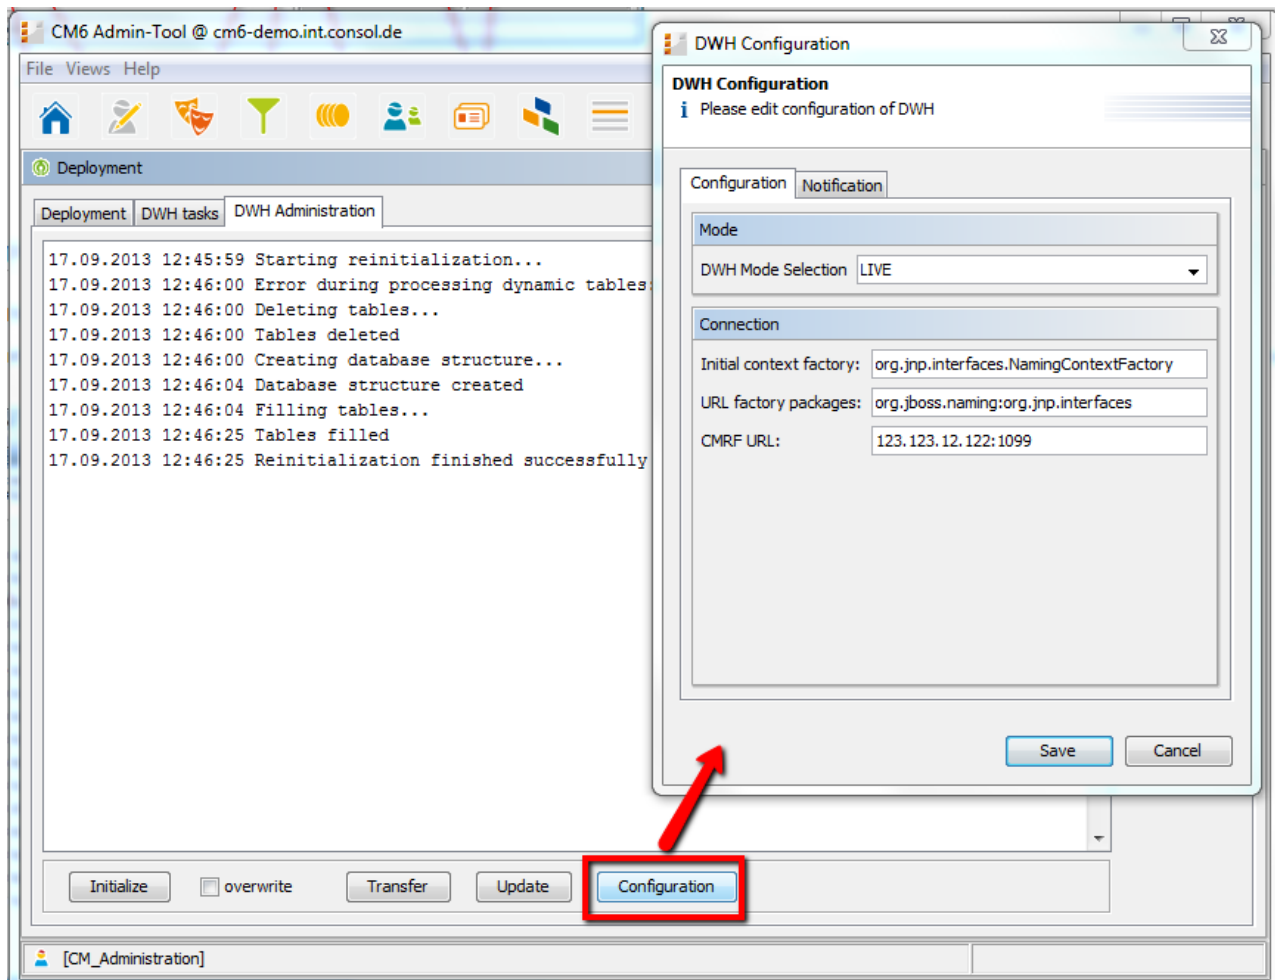 CM6 Admin-Tool @ cm6-demo.int.consol.de
File Views Help
Deployment
Deployment DWH tasks DWH Administration
17.09.2013 12:45:59 Starting reinitialization...
17.09.2013 12:46:00 Error during processing dynamic tables:
17.09.2013 12:46:00 Deleting tables...
17.09.2013 12:46:00 Tables deleted
17.09.2013 12:46:00 Creating database structure...
17.09.2013 12:46:04 Database structure created
17.09.2013 12:46:04 Filling tables...
17.09.2013 12:46:25 Tables filled
17.09.2013 12:46:25 Reinitialization finished successfully
Initialize overwrite Transfer Update Configuration
[CM_Administration]
DWH Configuration
DWH Configuration
Please edit configuration of DWH
Configuration Notification
Mode
DWH Mode Selection LIVE
Connection
Initial context factory: org.jnp.interfaces.NamingContextFactory
URL factory packages: org.jboss.naming:org.jnp.interfaces
CMRF URL: 123.123.12.122:1099
Save Cancel